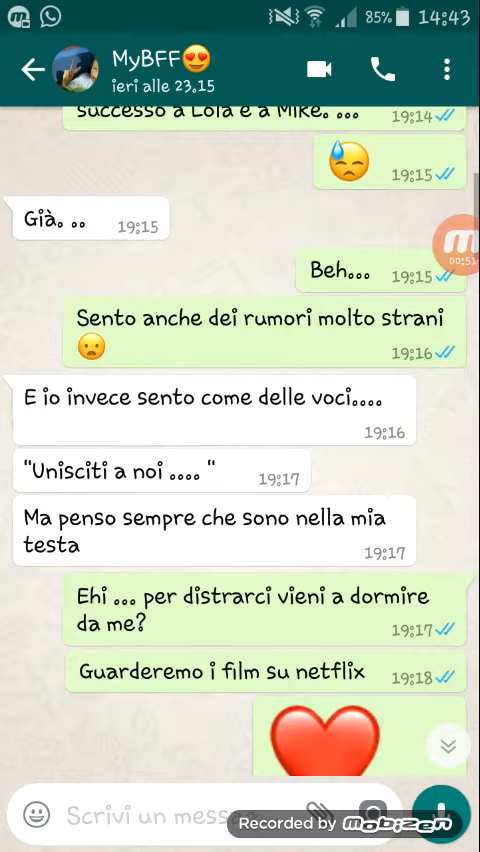 85% 14:43
MyBFF😍
ieri alle 23.15
successo a Lola e a Mike. ...
19:14
😓
19:15
Già. ..
19:15
00:51
Beh...
19:15
Sento anche dei rumori molto strani
😦
19:16
E io invece sento come delle voci....
19:16
"Unisciti a noi .... "
19:17
Ma penso sempre che sono nella mia
testa
19:17
Ehi ... per distrarci vieni a dormire
da me?
19:17
Guarderemo i film su netflix
19:18
❤️
Scrivi un messa
Recorded by mobizen